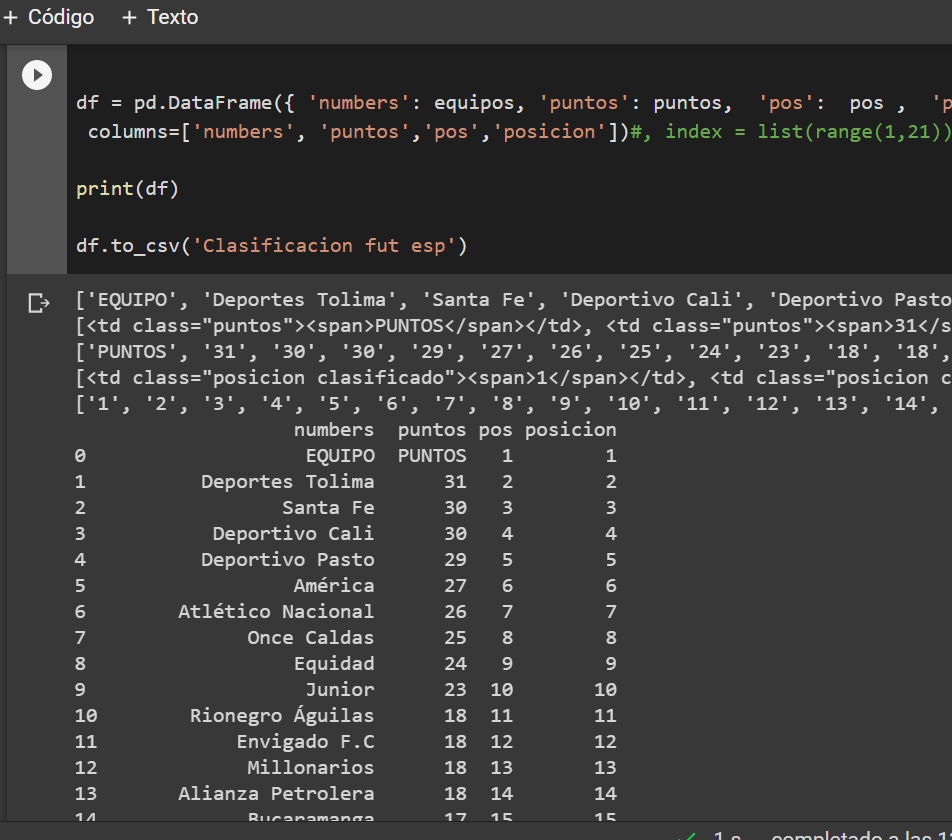 + Código + Texto
df = pd.DataFrame({ 'numbers': equipos, 'puntos': puntos, 'pos': pos , 'p
columns=['numbers', 'puntos','pos','posicion'])#, index = list(range(1,21))
print(df)
df.to_csv('Clasificacion fut esp')
['EQUIPO', 'Deportes Tolima', 'Santa Fe', 'Deportivo Cali', 'Deportivo Pasto
[<td class="puntos"><span>PUNTOS</span></td>, <td class="puntos"><span>31</s
['PUNTOS', '31', '30', '30', '29', '27', '26', '25', '24', '23', '18', '18',
[<td class="posicion clasificado"><span>1</span></td>, <td class="posicion c
['1', '2', '3', '4', '5', '6', '7', '8', '9', '10', '11', '12', '13', '14',
numbers puntos pos posicion
0 EQUIPO PUNTOS 1 1
1 Deportes Tolima 31 2 2
2 Santa Fe 30 3 3
3 Deportivo Cali 30 4 4
4 Deportivo Pasto 29 5 5
5 América 27 6 6
6 Atlético Nacional 26 7 7
7 Once Caldas 25 8 8
8 Equidad 24 9 9
9 Junior 23 10 10
10 Rionegro Águilas 18 11 11
11 Envigado F.C 18 12 12
12 Millonarios 18 13 13
13 Alianza Petrolera 18 14 14
14 Bucaramanga 17 15 15
1 s completado a las 1